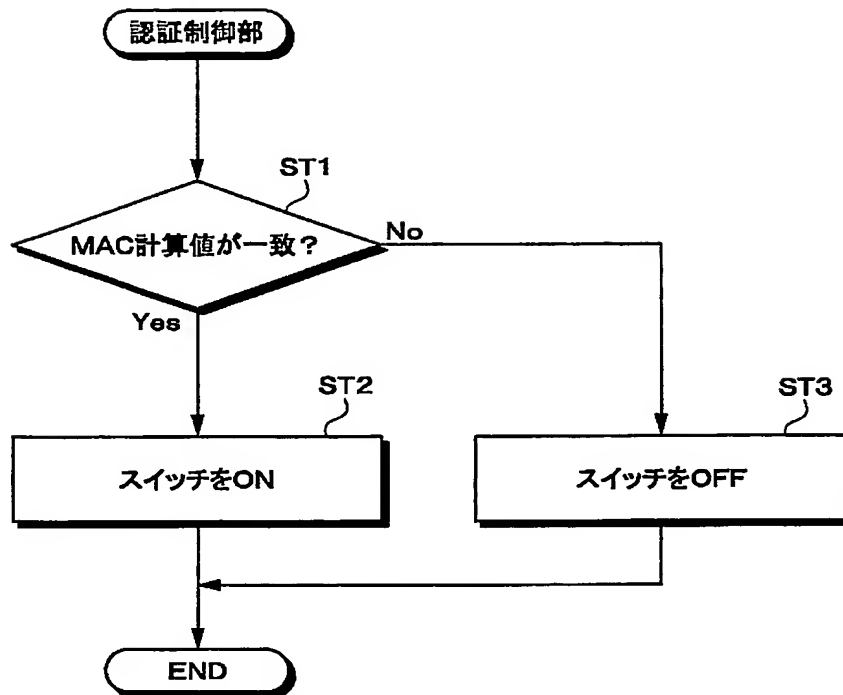 認証制御部
ST1
MAC計算値が一致?
No
Yes
ST2
ST3
スイッチをON
スイッチをOFF
END